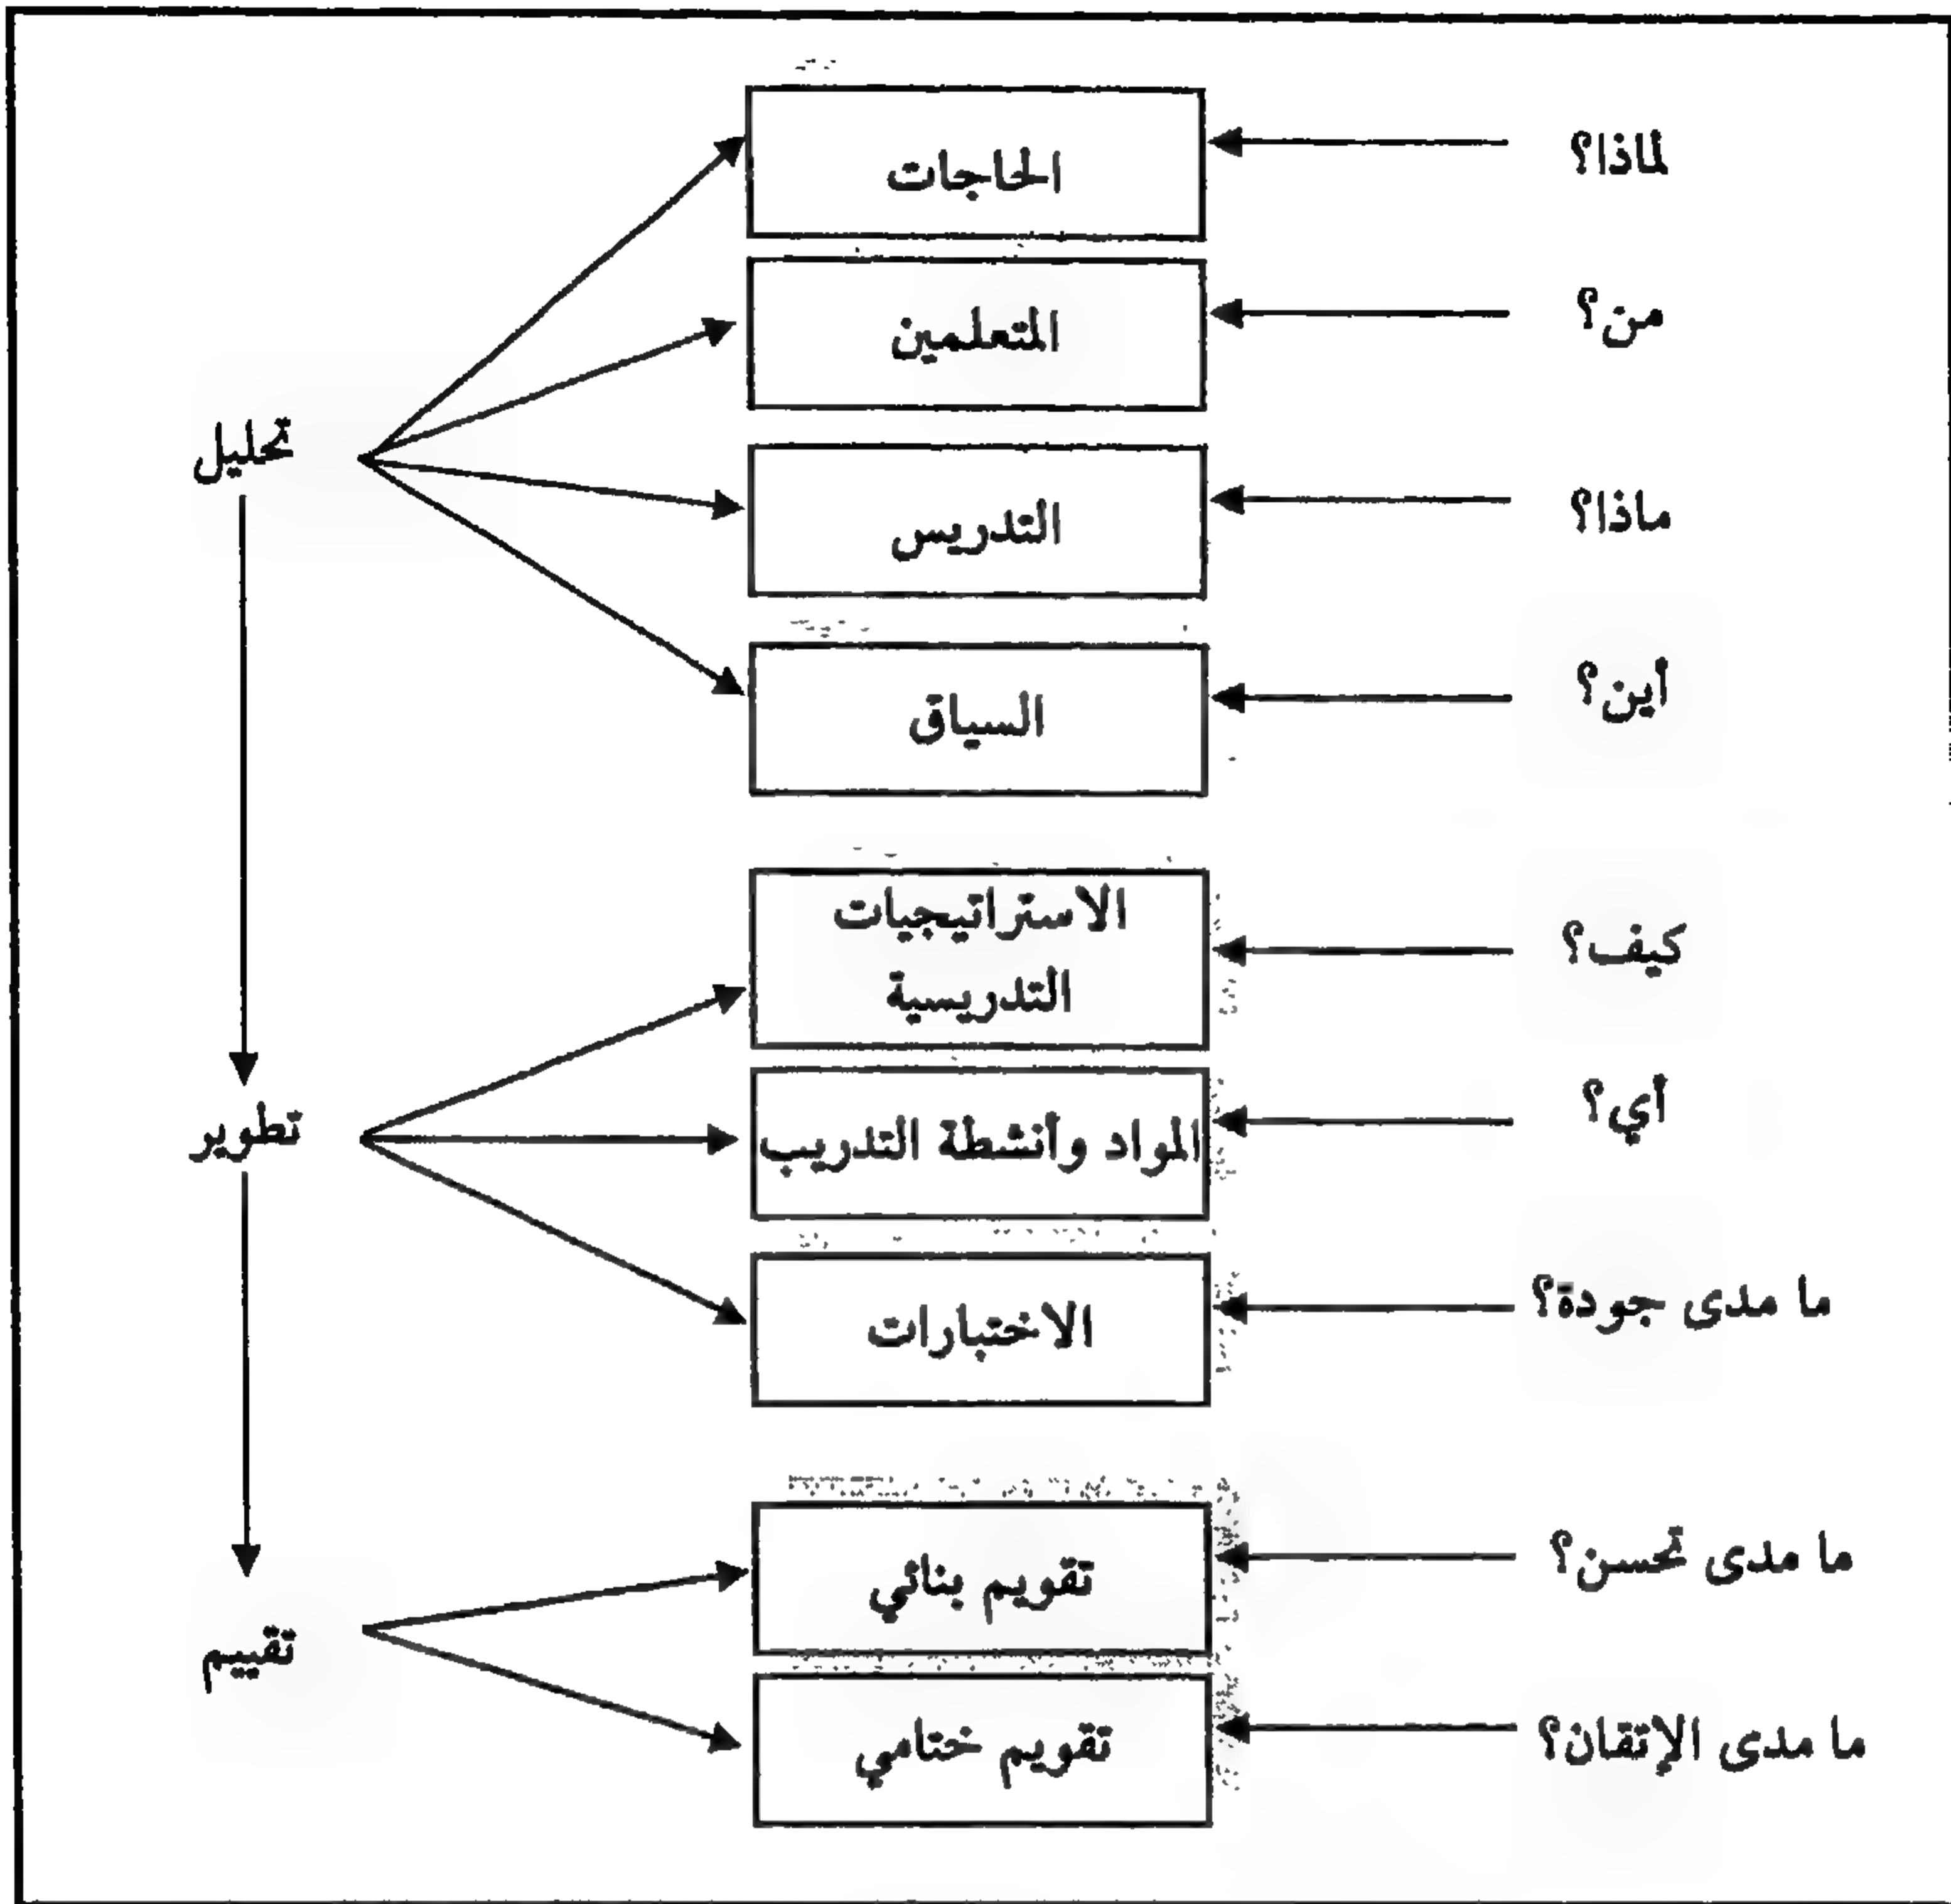 لماذا؟
الحاجات
من؟
المتعلمين
تحليل
ماذا؟
التدريس
أين؟
السياق
كيف؟
الاستراتيجيات
التدريسية
أي؟
المواد وأنشطة التدريب
تطوير
ما مدى جودة؟
الاختبارات
ما مدى تحسن؟
تقويم بنائي
تقييم
ما مدى الإتقان؟
تقويم ختامي